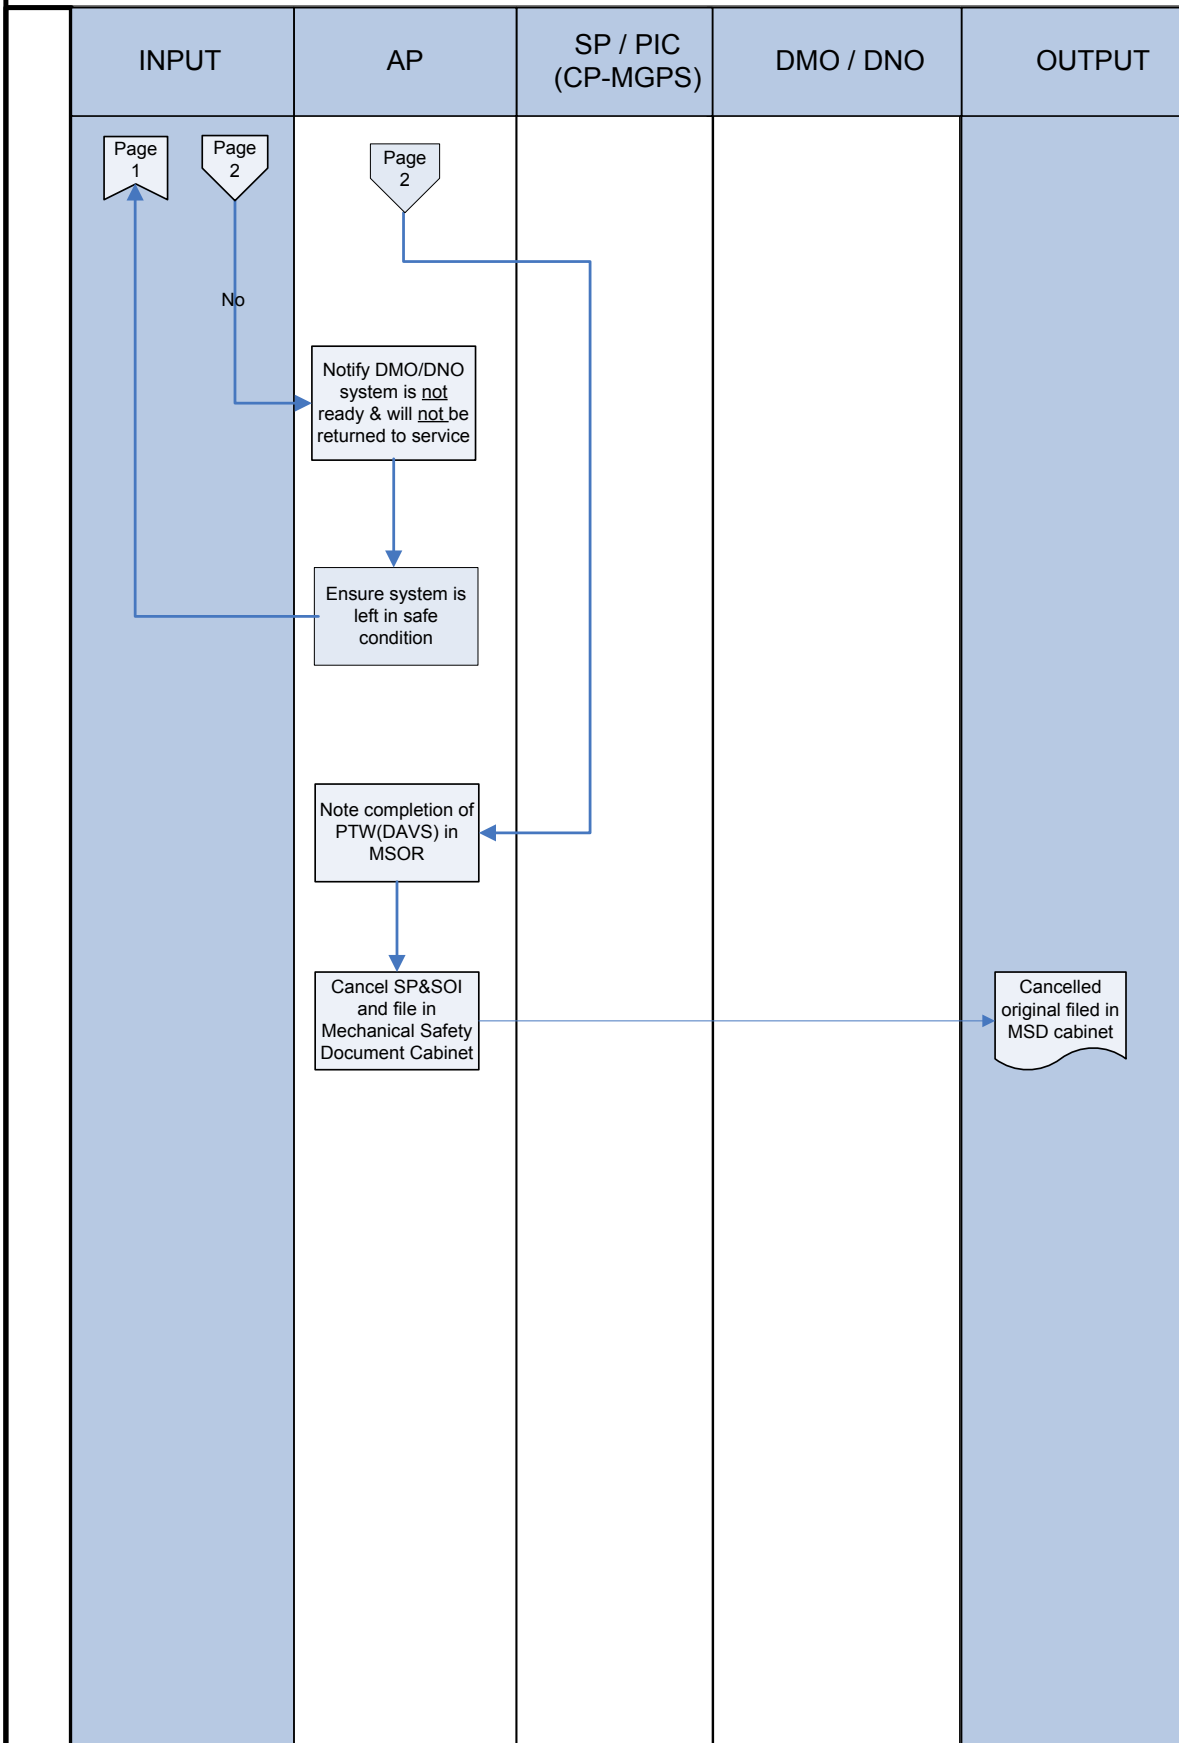 INPUT
AP
SP / PIC
(CP-MGPS)
DMO / DNO
OUTPUT
Page
1
Page
2
Page
2
No
Notify DMO/DNO
system is not
ready & will not be
returned to service
Ensure system is
left in safe
condition
Note completion of
PTW(DAVS) in
MSOR
Cancel SP&SOI
and file in
Mechanical Safety
Document Cabinet
Cancelled
original filed in
MSD cabinet